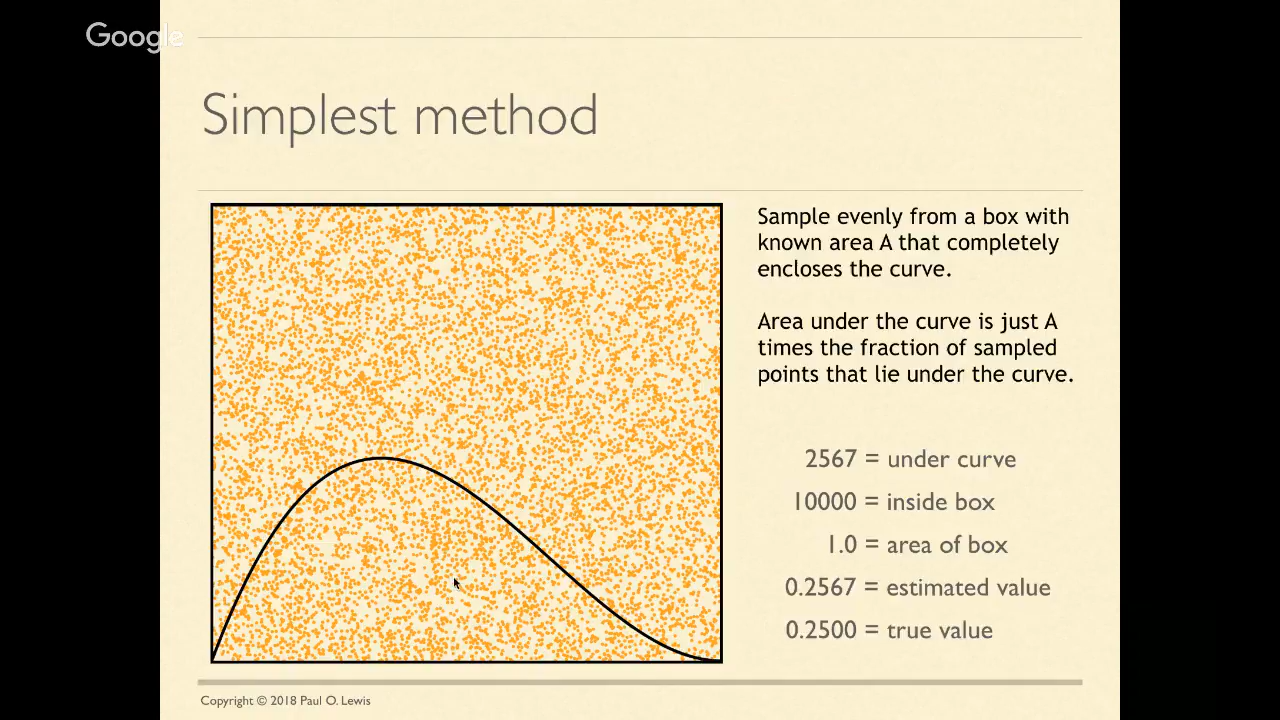 Google
Simplest method
Sample evenly from a box with
known area A that completely
encloses the curve.
Area under the curve is just A
times the fraction of sampled
points that lie under the curve.
2567 = under curve
10000 = inside box
1.0 = area of box
0.2567 = estimated value
0.2500 = true value
Copyright © 2018 Paul O. Lewis